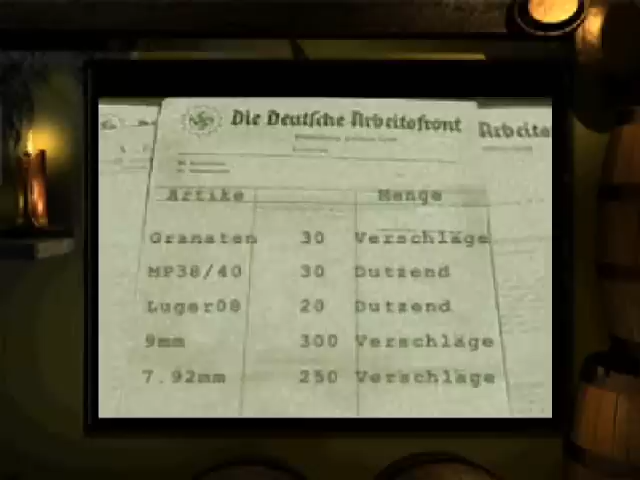 Die Deutsche Arbeitsfront
Arbeits
Artike Menge
Granaten 30 Verschläge
MP38/40 30 Dutzend
Luger08 20 Dutzend
9mm 300 Verschläge
7.92mm 250 Verschläge